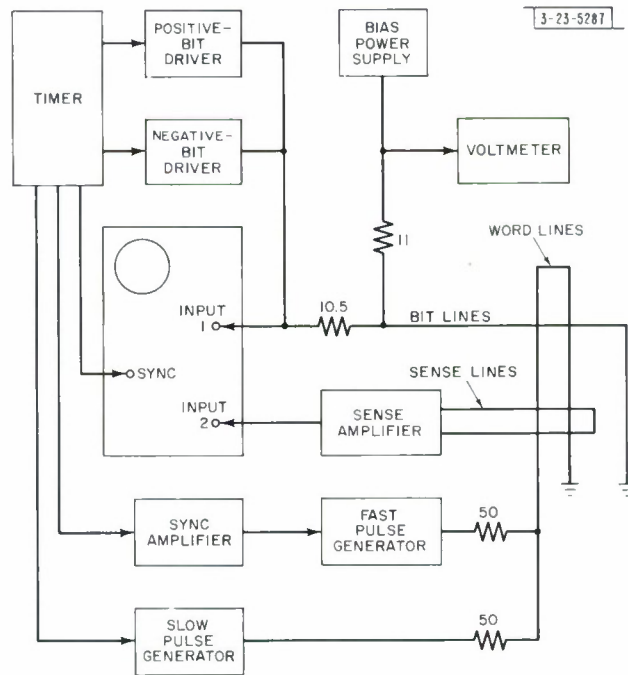 3-23-5287
POSITIVE-
BIT
DRIVER
BIAS
POWER
SUPPLY
TIMER
NEGATIVE-
BIT
DRIVER
VOLTMETER
11
WORD LINES
INPUT
1
10.5
BIT LINES
SYNC
SENSE LINES
INPUT
2
SENSE
AMPLIFIER
SYNC
AMPLIFIER
FAST
PULSE
GENERATOR
50
SLOW
PULSE
GENERATOR
50